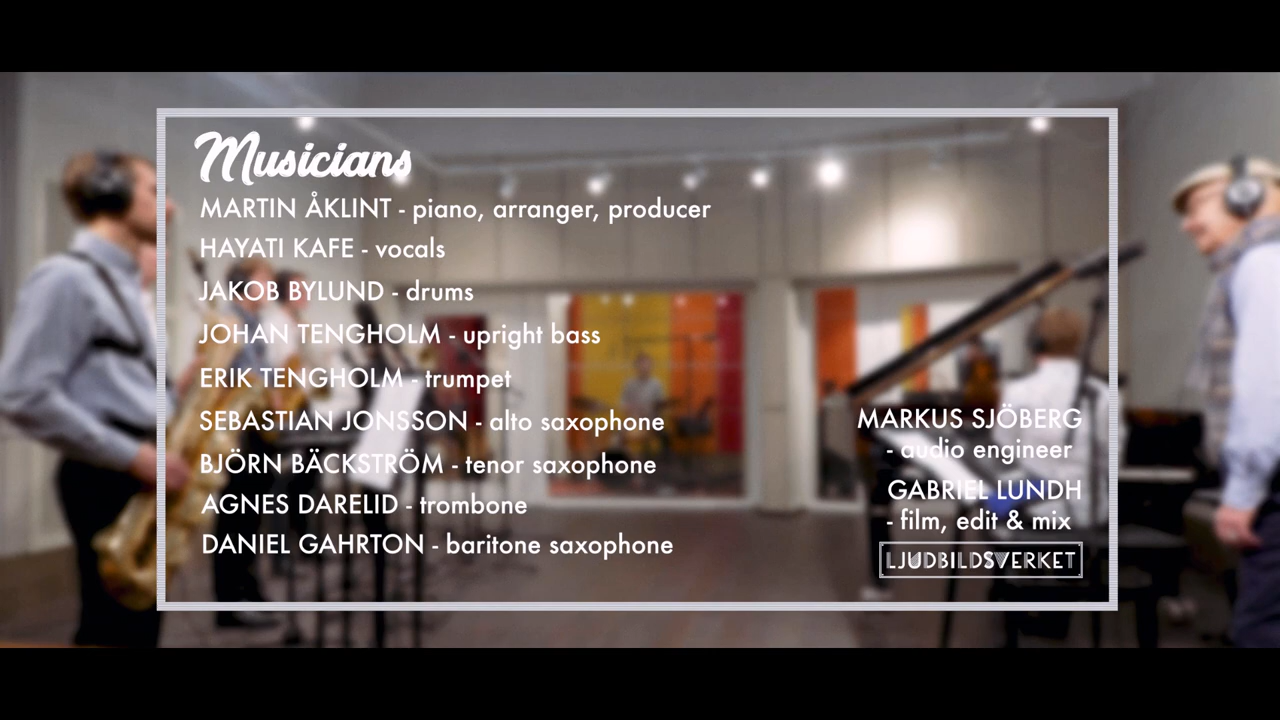 Musicians
MARTIN ÅKLINT - piano, arranger, producer
HAYATI KAFE - vocals
JAKOB BYLUND - drums
JOHAN TENGHOLM - upright bass
ERIK TENGHOLM - trumpet
SEBASTIAN JONSSON - alto saxophone
BJÖRN BÄCKSTRÖM - tenor saxophone
AGNES DARELID - trombone
DANIEL GAHRTON - baritone saxophone
MARKUS SJÖBERG
- audio engineer
GABRIEL LUNDH
- film, edit & mix
LJUDBILDSVERKET